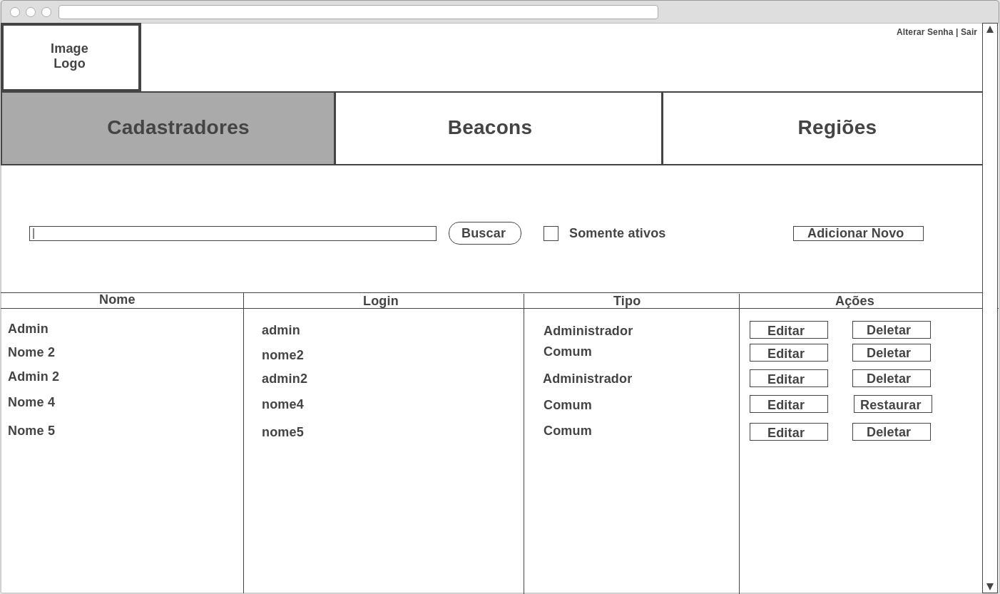 Alterar Senha | Sair
Image
Logo
Cadastradores Beacons Regiões
Buscar Somente ativos Adicionar Novo
Nome Login Tipo Ações
Admin admin Administrador Editar Deletar
Nome 2 nome2 Comum Editar Deletar
Admin 2 admin2 Administrador Editar Deletar
Nome 4 nome4 Comum Editar Restaurar
Nome 5 nome5 Comum Editar Deletar